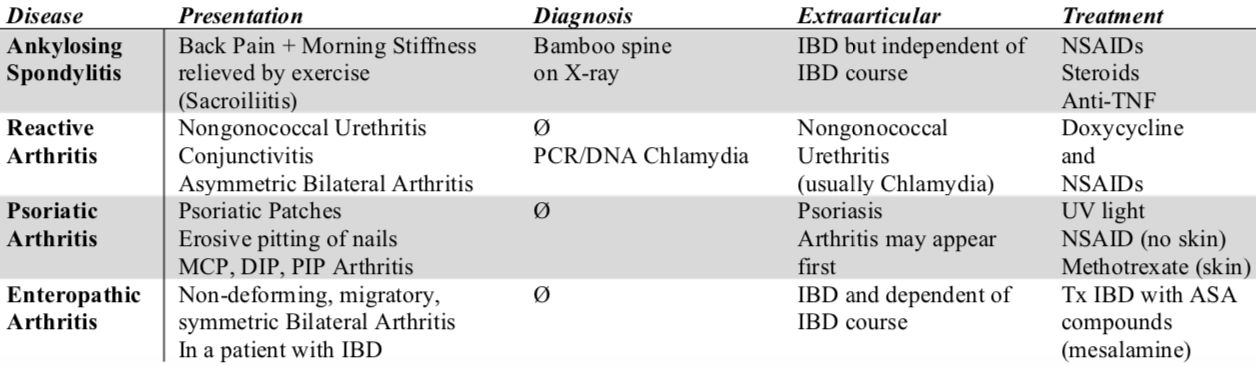 Disease Presentation Diagnosis Extraarticular Treatment
Ankylosing Back Pain + Morning Stiffness Bamboo spine IBD but independent of NSAIDs
Spondylitis relieved by exercise on X-ray IBD course Steroids
(Sacroiliitis) Anti-TNF
Reactive Nongonococcal Urethritis Ø Nongonococcal Doxycycline
Arthritis Conjunctivitis PCR/DNA Chlamydia Urethritis and
Asymmetric Bilateral Arthritis (usually Chlamydia) NSAIDs
Psoriatic Psoriatic Patches Ø Psoriasis UV light
Arthritis Erosive pitting of nails Arthritis may appear NSAID (no skin)
MCP, DIP, PIP Arthritis first Methotrexate (skin)
Enteropathic Non-deforming, migratory, Ø IBD and dependent of Tx IBD with ASA
Arthritis symmetric Bilateral Arthritis IBD course compounds
In a patient with IBD (mesalamine)